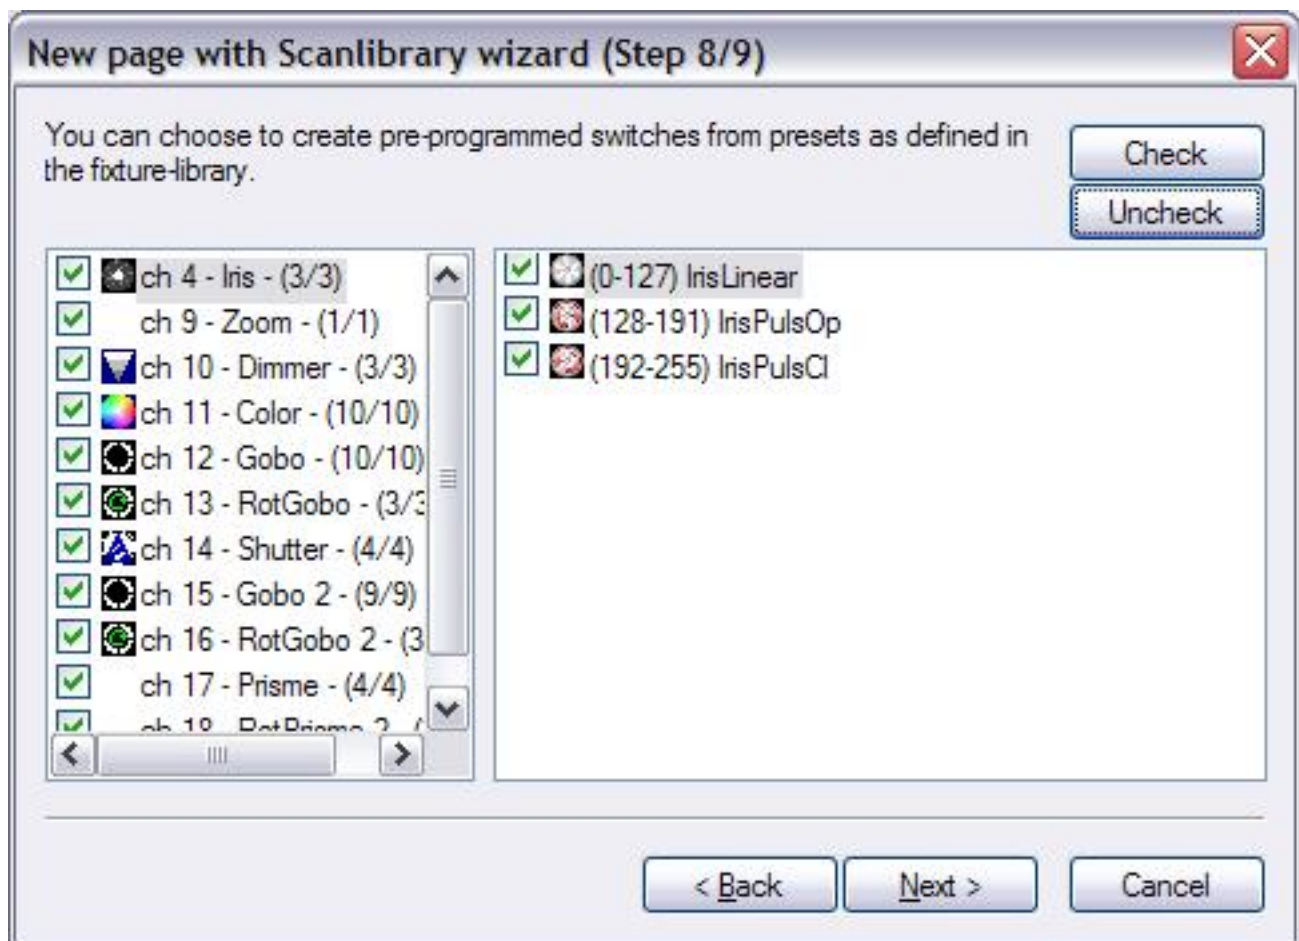 New page with Scanlibrary wizard (Step 8/9)
You can choose to create pre-programmed switches from presets as defined in
the fixture-library.
Check
Uncheck
ch 4 - Iris - (3/3)
ch 9 - Zoom - (1/1)
ch 10 - Dimmer - (3/3)
ch 11 - Color - (10/10)
ch 12 - Gobo - (10/10)
ch 13 - RotGobo - (3/3
ch 14 - Shutter - (4/4)
ch 15 - Gobo 2 - (9/9)
ch 16 - RotGobo 2 - (3
ch 17 - Prisme - (4/4)
ch 18 - RotPrisme 2 - (
(0-127) IrisLinear
(128-191) IrisPulsOp
(192-255) IrisPulsCl
< Back
Next >
Cancel